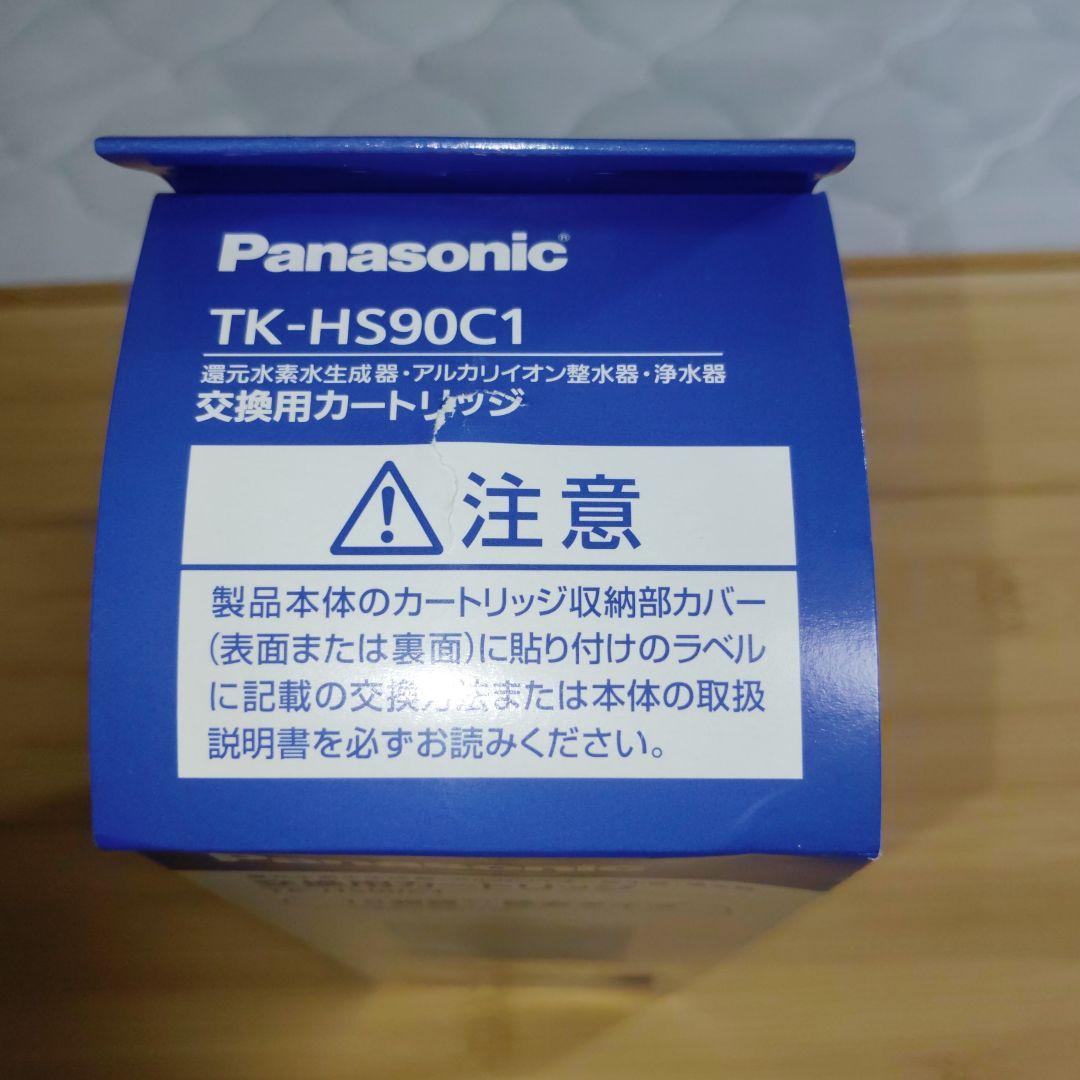 Panasonic®
TK-HS90C1
還元水素水生成器・アルカリイオン整水器・浄水器
交換用カートリッジ
注意
製品本体のカートリッジ収納部カバー
(表面または裏面)に貼り付けのラベル
に記載の交換方法または本体の取扱
説明書を必ずお読みください。
Panasonic